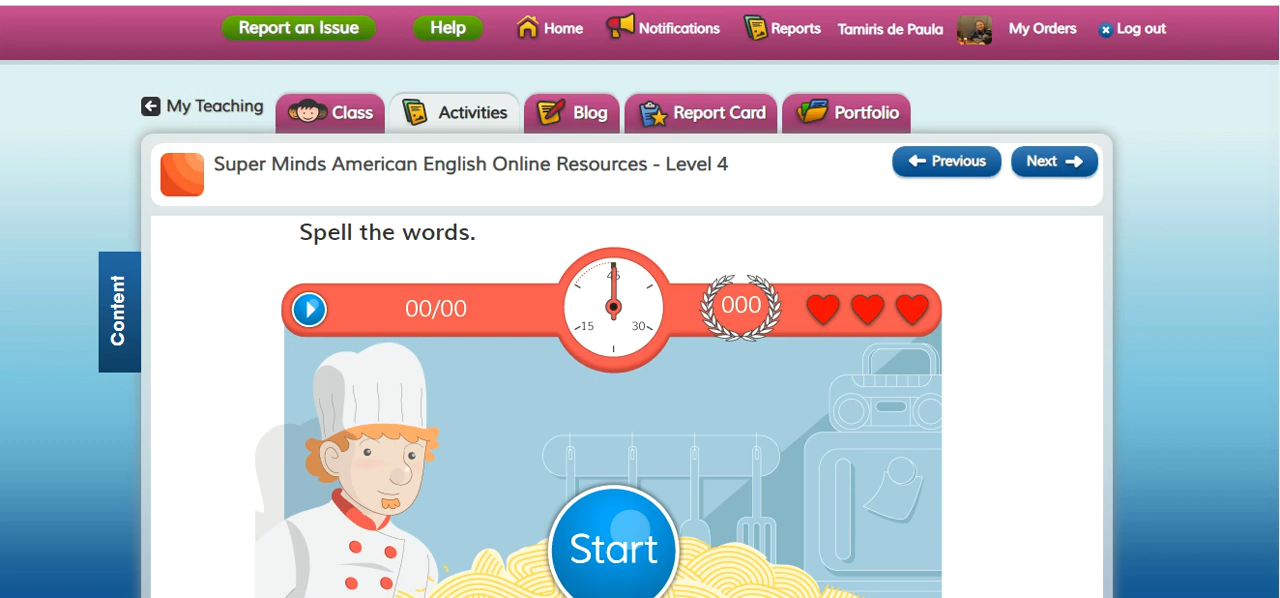 Report an Issue Help Home Notifications Reports Tamiris de Paula My Orders Log out
My Teaching Class Activities Blog Report Card Portfolio
Super Minds American English Online Resources - Level 4 Previous Next
Content
Spell the words.
00/00 45 15 30 000
Start